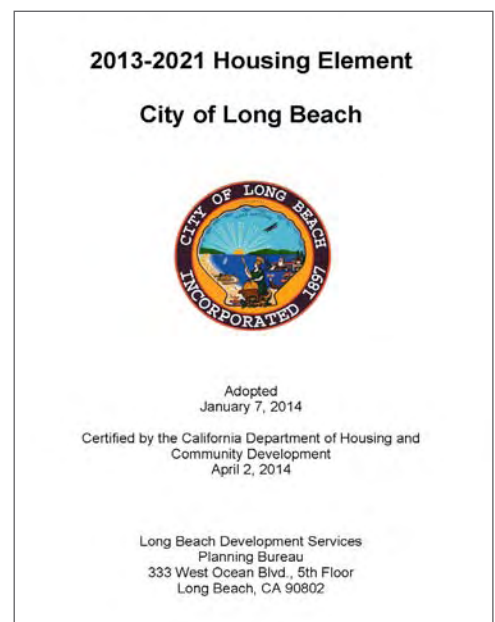 2013-2021 Housing Element
City of Long Beach
CITY OF LONG BEACH
INCORPORATED 1897
Adopted
January 7, 2014
Certified by the California Department of Housing and
Community Development
April 2, 2014
Long Beach Development Services
Planning Bureau
333 West Ocean Blvd., 5th Floor
Long Beach, CA 90802